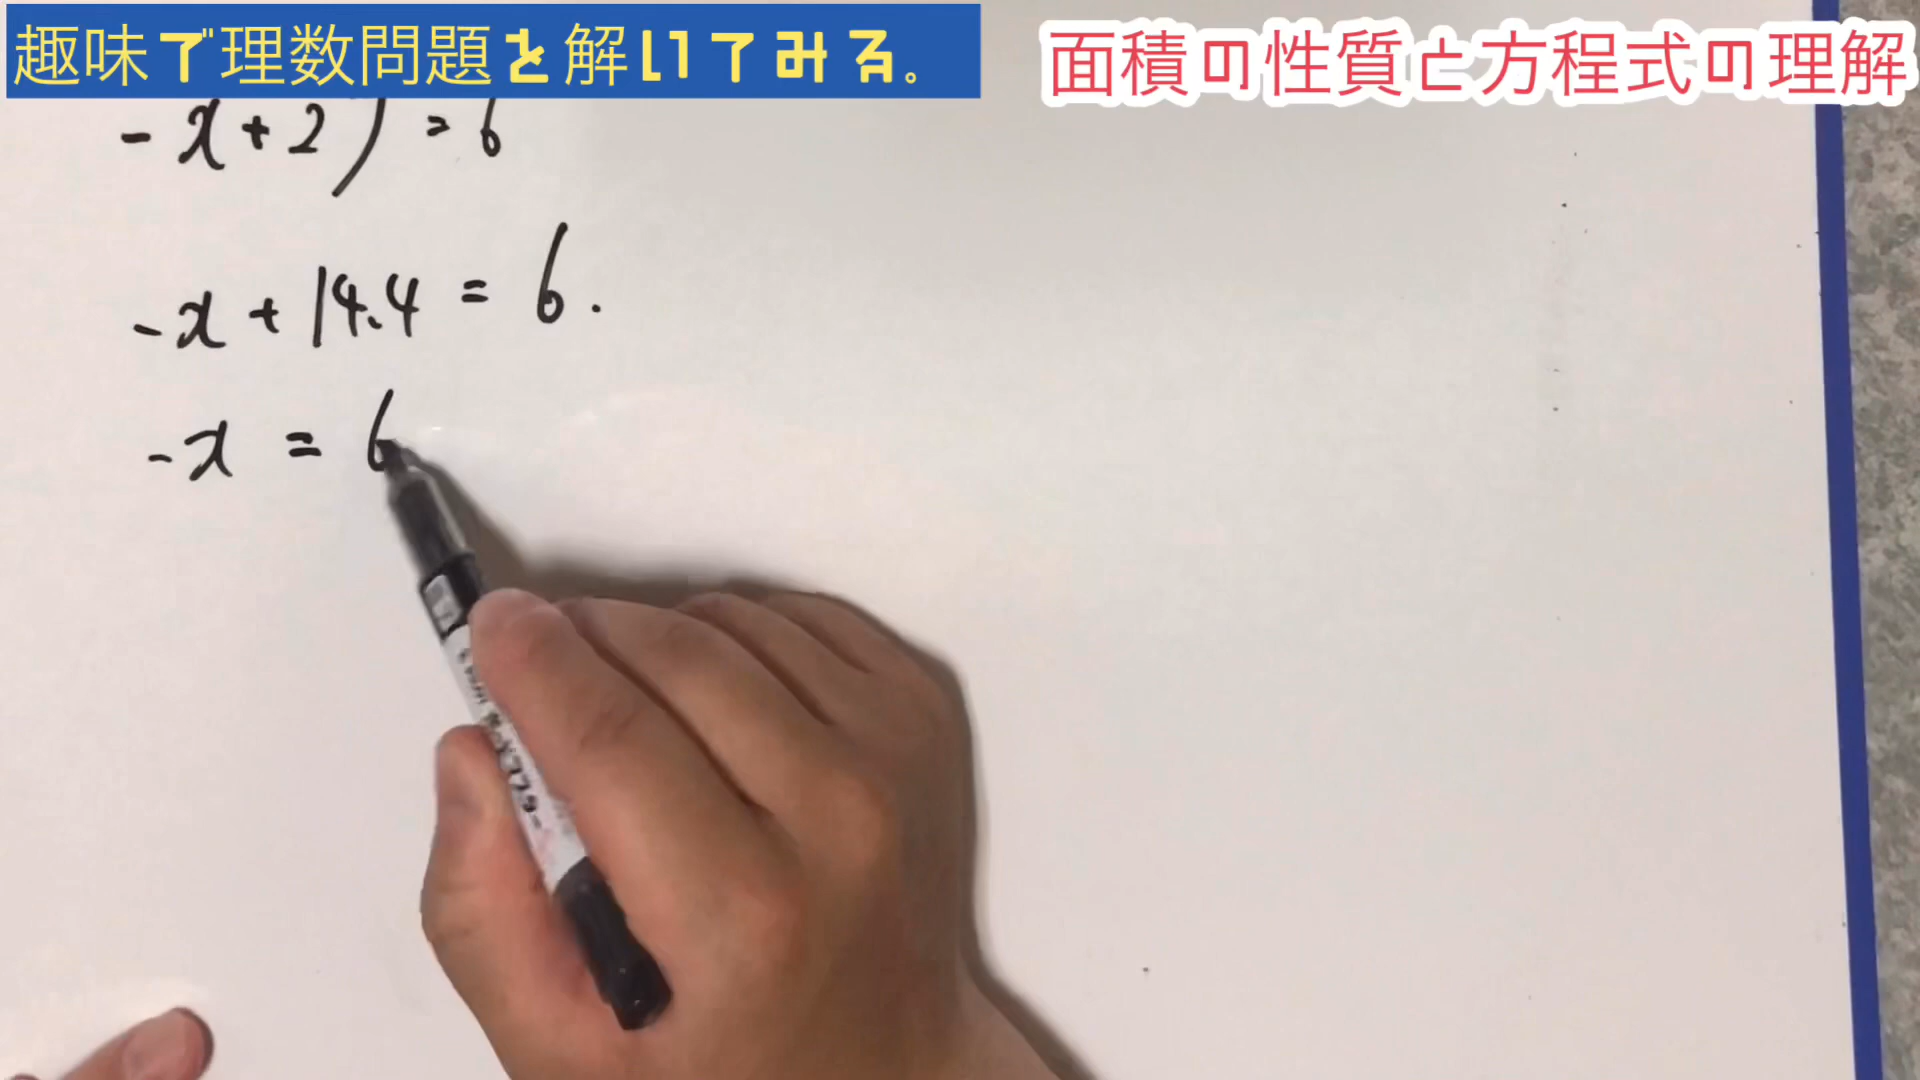 趣味で理数問題を解いてみる。
面積の性質と方程式の理解
-x+2) = 6
-x + 14.4 = 6.
-x = 6